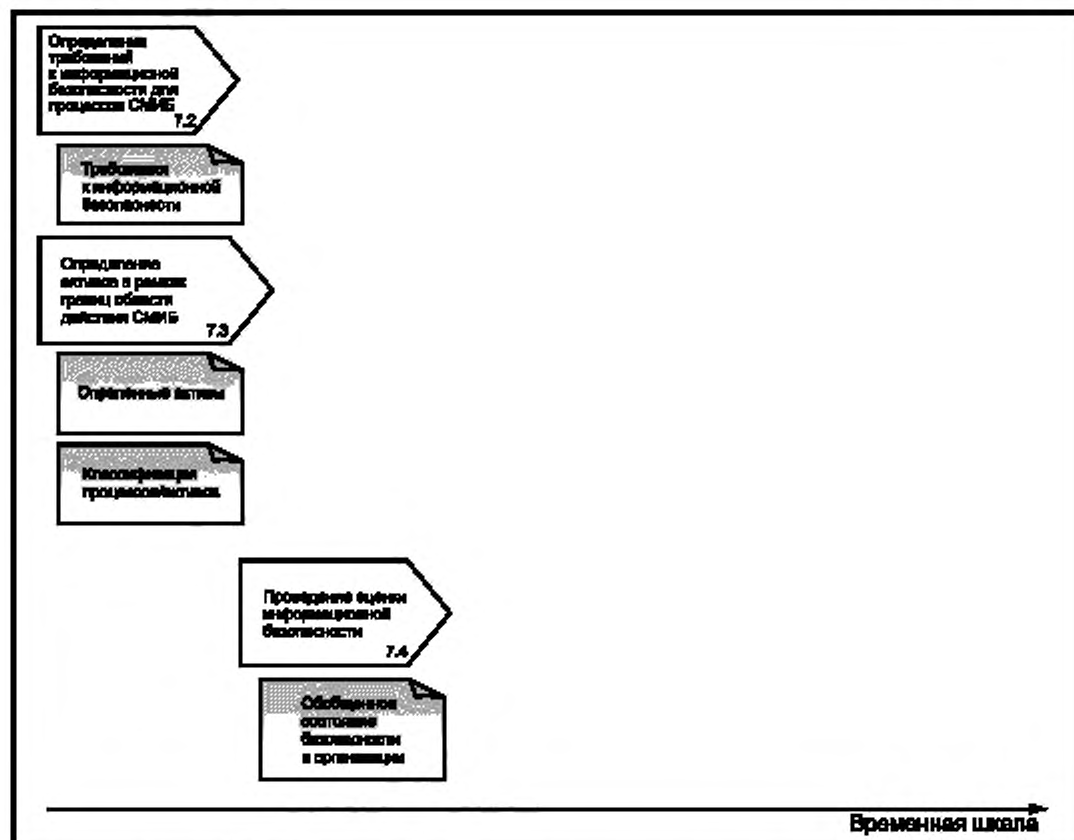 Определение
требований
к информационной
безопасности для
процессов СМИБ
7.2
Требования
к информационной
безопасности
Определение
активов в рамках
границ области
действия СМИБ
7.3
активы
Классификация
процессов/активов
Проведение оценки
информационной
безопасности
7.4
Обобщенное
состояние
безопасности
в организации
Временная шкала